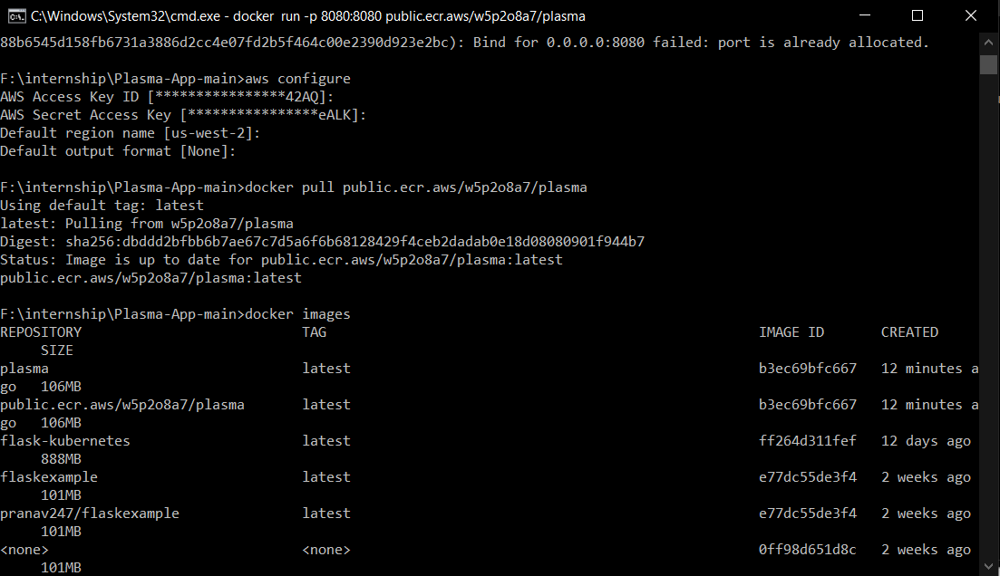 C:\Windows\System32\cmd.exe - docker  run -p 8080:8080 public.ecr.aws/w5p2o8a7/plasma
88b6545d158fb6731a3886d2cc4e07fd2b5f464c00e2390d923e2bc): Bind for 0.0.0.0:8080 failed: port is already allocated.
F:\internship\Plasma-App-main>aws configure
AWS Access Key ID [****************42AQ]:
AWS Secret Access Key [****************eALK]:
Default region name [us-west-2]:
Default output format [None]:
F:\internship\Plasma-App-main>docker pull public.ecr.aws/w5p2o8a7/plasma
Using default tag: latest
latest: Pulling from w5p2o8a7/plasma
Digest: sha256:dbddd2bfbb6b7ae67c7d5a6f6b68128429f4ceb2dadab0e18d08080901f944b7
Status: Image is up to date for public.ecr.aws/w5p2o8a7/plasma:latest
public.ecr.aws/w5p2o8a7/plasma:latest
F:\internship\Plasma-App-main>docker images
REPOSITORY TAG IMAGE ID CREATED
SIZE
plasma latest b3ec69bfc667 12 minutes a
go 106MB
public.ecr.aws/w5p2o8a7/plasma latest b3ec69bfc667 12 minutes a
go 106MB
flask-kubernetes latest ff264d311fef 12 days ago
888MB
flaskexample latest e77dc55de3f4 2 weeks ago
101MB
pranav247/flaskexample latest e77dc55de3f4 2 weeks ago
101MB
<none> <none> 0ff98d651d8c 2 weeks ago
101MB